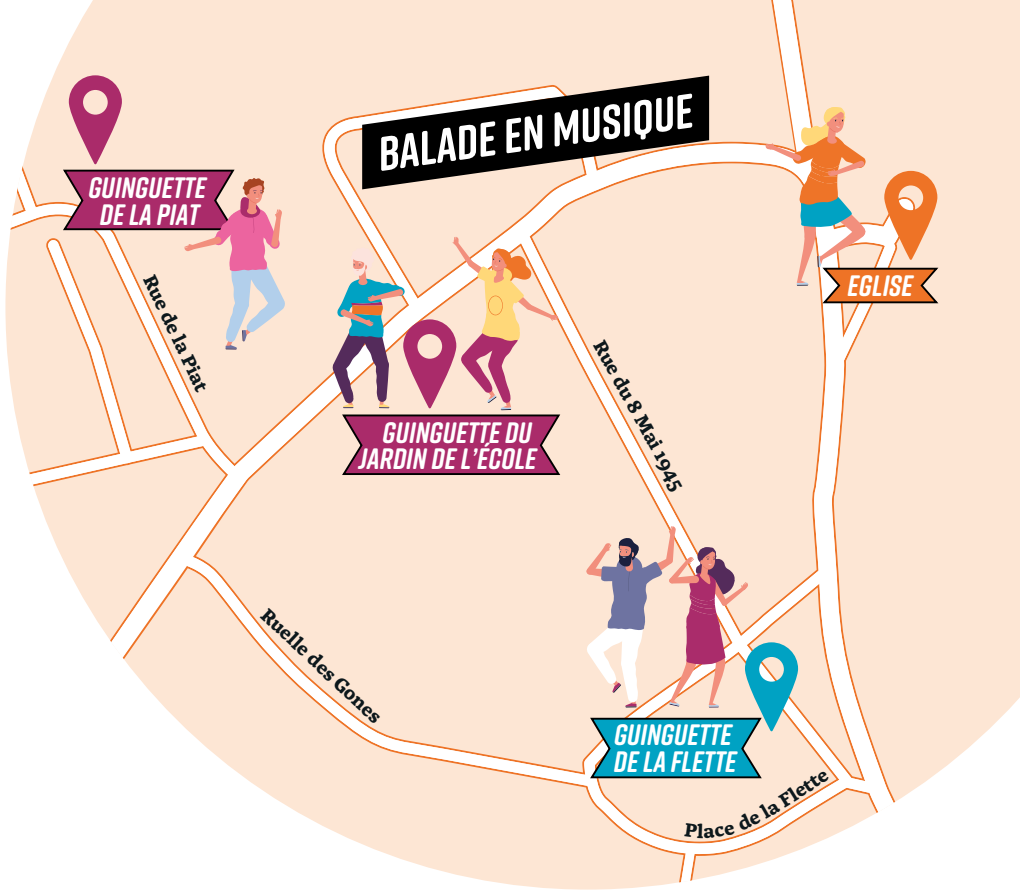 BALADE EN MUSIQUE
GUINGUETTE
DE LA PIAT
EGLISE
Rue de la Piat
Rue du 8 Mai 1945
GUINGUETTE DU
JARDIN DE L'ÉCOLE
Ruelle des Gones
GUINGUETTE
DE LA FLETTE
Place de la Flette